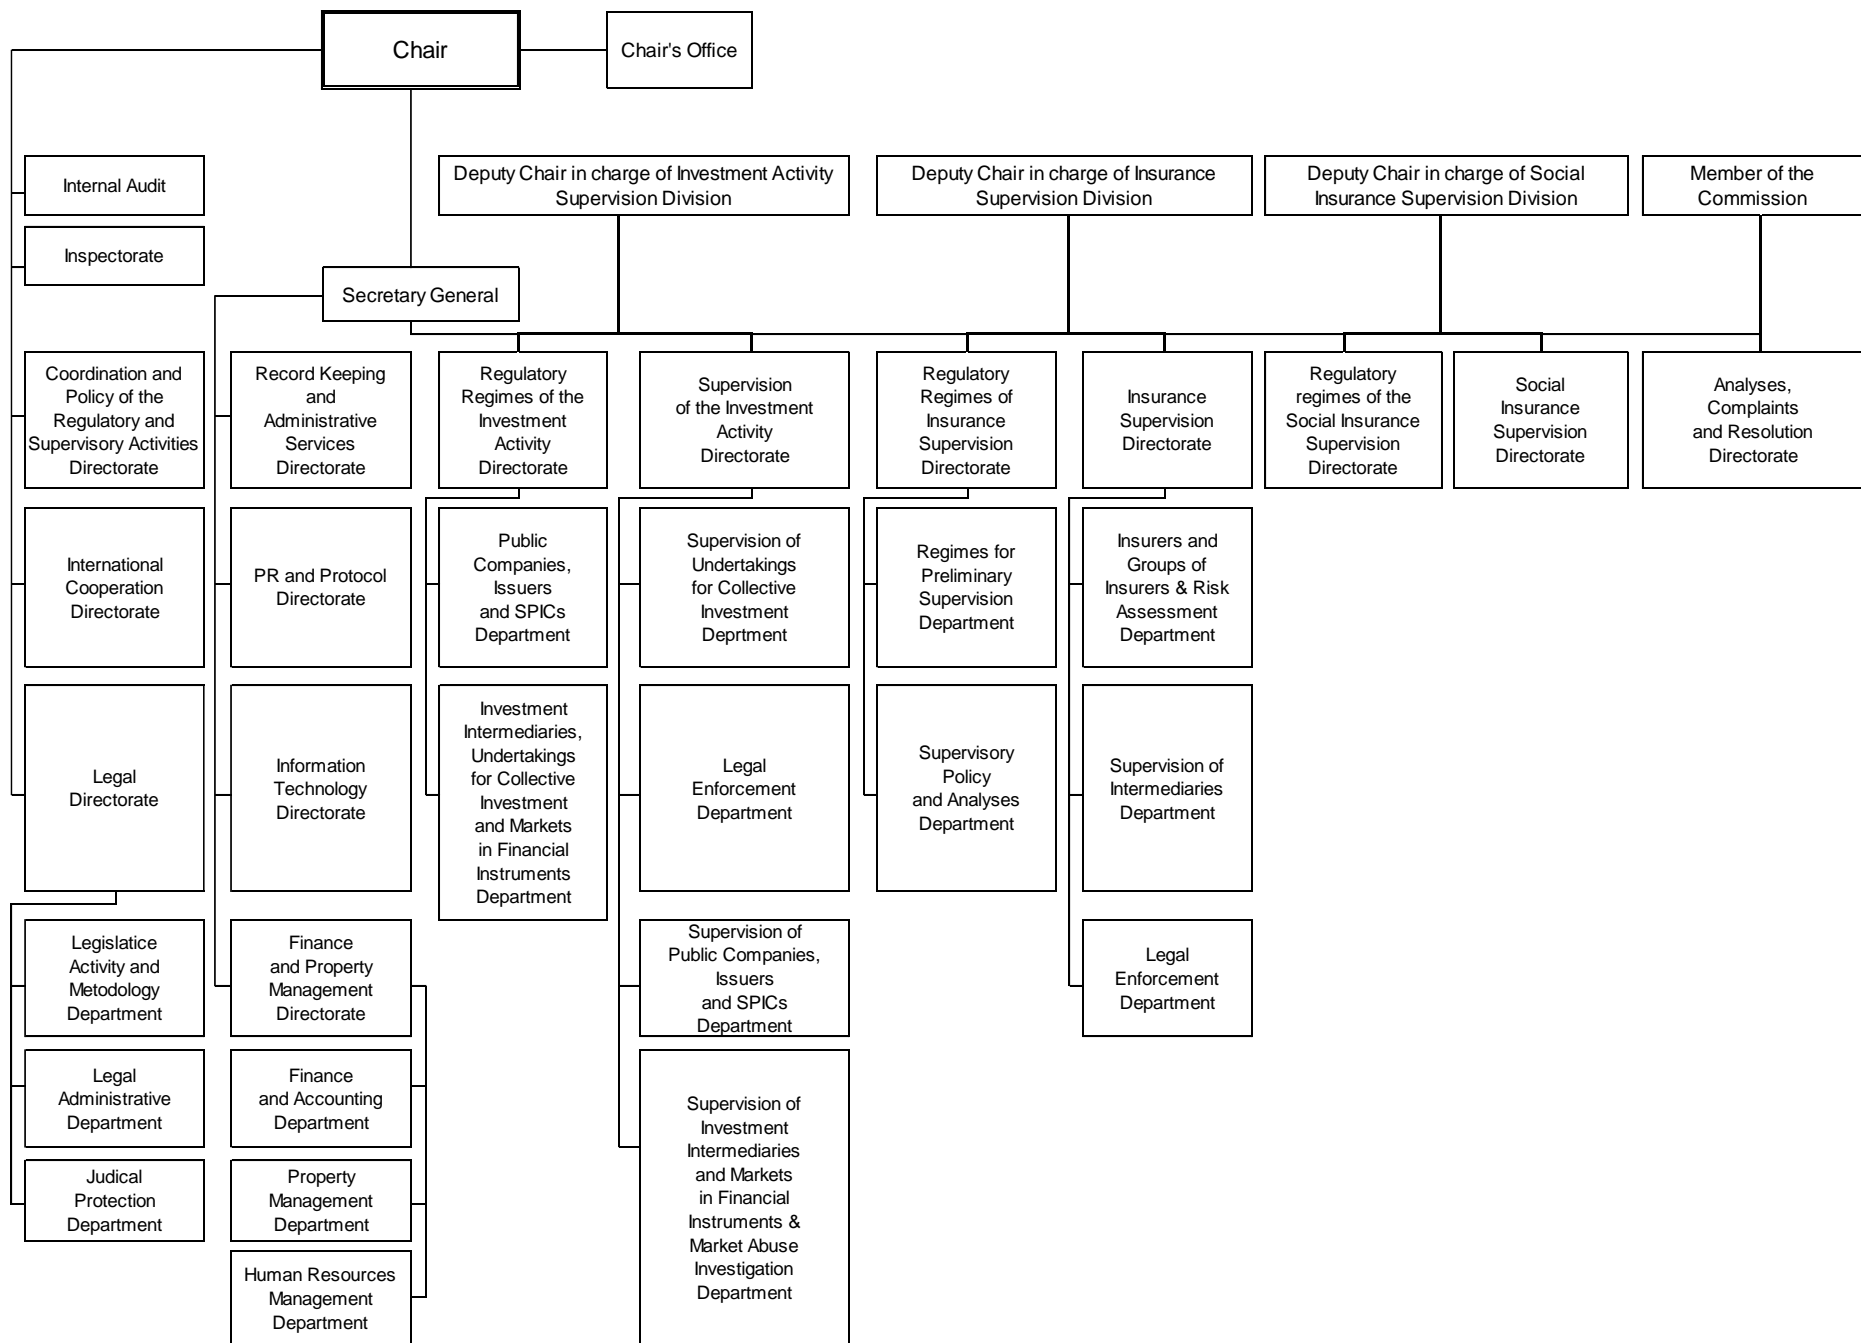 Chair
Chair's Office
Internal Audit
Deputy Chair in charge of Investment Activity
Supervision Division
Deputy Chair in charge of Insurance
Supervision Division
Deputy Chair in charge of Social
Insurance Supervision Division
Member of the
Commission
Inspectorate
Secretary General
Coordination and
Policy of the
Regulatory and
Supervisory Activities
Directorate
Record Keeping
and
Administrative
Services
Directorate
Regulatory
Regimes of the
Investment
Activity
Directorate
Supervision
of the Investment
Activity
Directorate
Regulatory
Regimes of
Insurance
Supervision
Directorate
Insurance
Supervision
Directorate
Regulatory
regimes of the
Social Insurance
Supervision
Directorate
Social
Insurance
Supervision
Directorate
Analyses,
Complaints
and Resolution
Directorate
International
Cooperation
Directorate
PR and Protocol
Directorate
Public
Companies,
Issuers
and SPICs
Department
Supervision of
Undertakings
for Collective
Investment
Deprtment
Regimes for
Preliminary
Supervision
Department
Insurers and
Groups of
Insurers & Risk
Assessment
Department
Legal
Directorate
Information
Technology
Directorate
Investment
Intermediaries,
Undertakings
for Collective
Investment
and Markets
in Financial
Instruments
Department
Legal
Enforcement
Department
Supervisory
Policy
and Analyses
Department
Supervision of
Intermediaries
Department
Legislatice
Activity and
Metodology
Department
Finance
and Property
Management
Directorate
Supervision of
Public Companies,
Issuers
and SPICs
Department
Legal
Enforcement
Department
Legal
Administrative
Department
Finance
and Accounting
Department
Supervision of
Investment
Intermediaries
and Markets
in Financial
Instruments &
Market Abuse
Investigation
Department
Judical
Protection
Department
Property
Management
Department
Human Resources
Management
Department